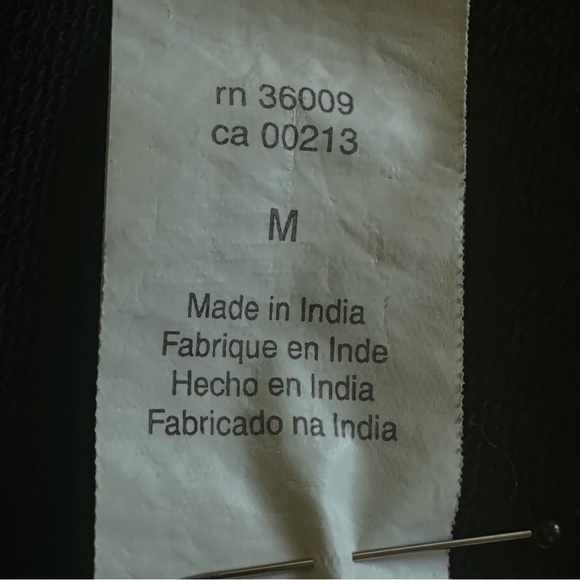 rn 36009
ca 00213
M
Made in India
Fabrique en Inde
Hecho en India
Fabricado na India